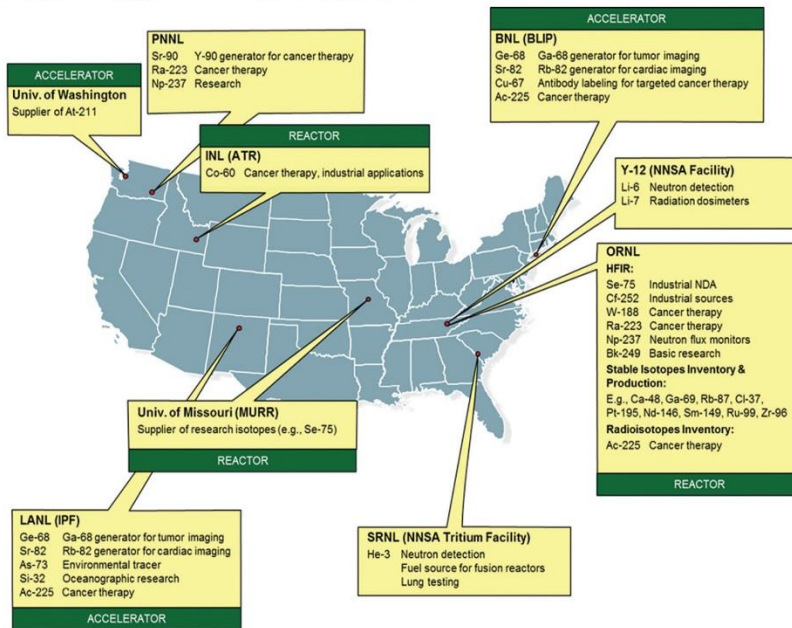 PNNL
Sr-90 Y-90 generator for cancer therapy
Ra-223 Cancer therapy
Np-237 Research
ACCELERATOR
Univ. of Washington
Supplier of At-211
REACTOR
INL (ATR)
Co-60 Cancer therapy, industrial applications
ACCELERATOR
BNL (BLIP)
Ge-68 Ga-68 generator for tumor imaging
Sr-82 Rb-82 generator for cardiac imaging
Cu-67 Antibody labeling for targeted cancer therapy
Ac-225 Cancer therapy
Y-12 (NNSA Facility)
Li-6 Neutron detection
Li-7 Radiation dosimeters
ORNL
HFIR:
Se-75 Industrial NDA
Cf-252 Industrial sources
W-188 Cancer therapy
Ra-223 Cancer therapy
Np-237 Neutron flux monitors
Bk-249 Basic research
Stable Isotopes Inventory &
Production:
E.g., Ca-48, Ga-69, Rb-87, Cl-37,
Pt-195, Nd-146, Sm-149, Ru-99, Zr-96
Radioisotopes Inventory:
Ac-225 Cancer therapy
REACTOR
Univ. of Missouri (MURR)
Supplier of research isotopes (e.g., Se-75)
REACTOR
LANL (IPF)
Ge-68 Ga-68 generator for tumor imaging
Sr-82 Rb-82 generator for cardiac imaging
As-73 Environmental tracer
Si-32 Oceanographic research
Ac-225 Cancer therapy
ACCELERATOR
SRNL (NNSA Tritium Facility)
He-3 Neutron detection
Fuel source for fusion reactors
Lung testing